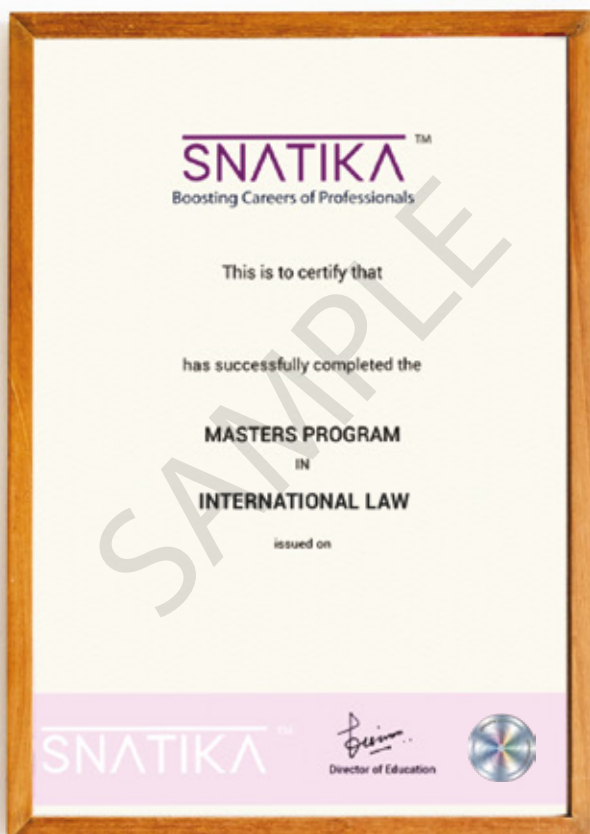 SNATIKA™
Boosting Careers of Professionals
This is to certify that
has successfully completed the
MASTERS PROGRAM
IN
INTERNATIONAL LAW
issued on
SAMPLE
SNATIKA™
Director of Education